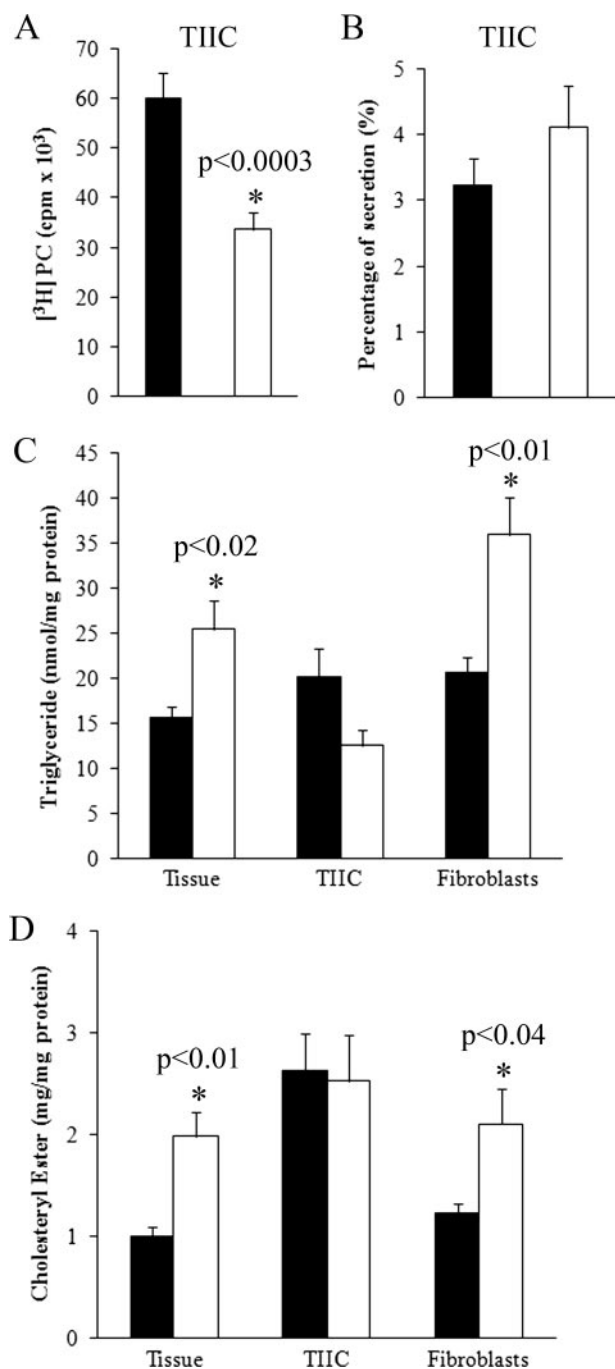 A
TIIC
[³H] PC (cpm x 10³)
70
60
50
40
30
20
10
0
p<0.0003
*
B
TIIC
Percentage of secretion (%)
5
4
3
2
1
0
C
Triglyceride (nmol/mg protein)
45
40
35
30
25
20
15
10
5
0
p<0.02
*
p<0.01
*
Tissue TIIC Fibroblasts
D
Cholesteryl Ester (mg/mg protein)
4
3
2
1
0
p<0.01
*
p<0.04
*
Tissue TIIC Fibroblasts